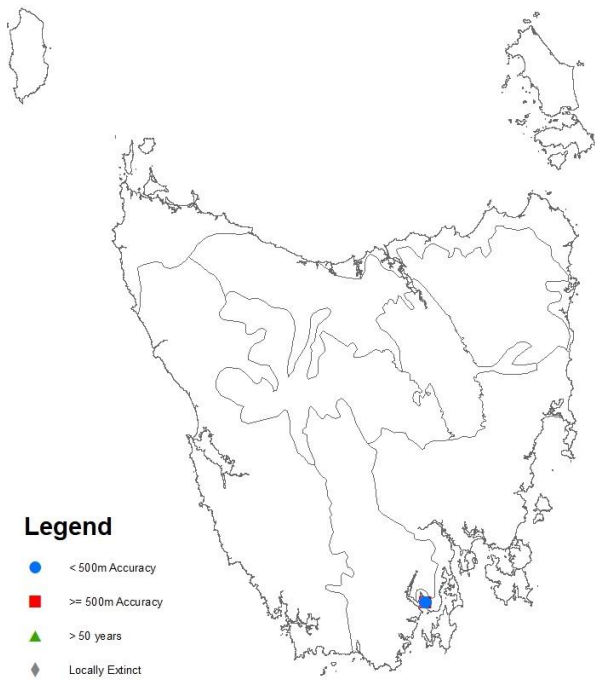 Legend
< 500m Accuracy
>= 500m Accuracy
> 50 years
Locally Extinct